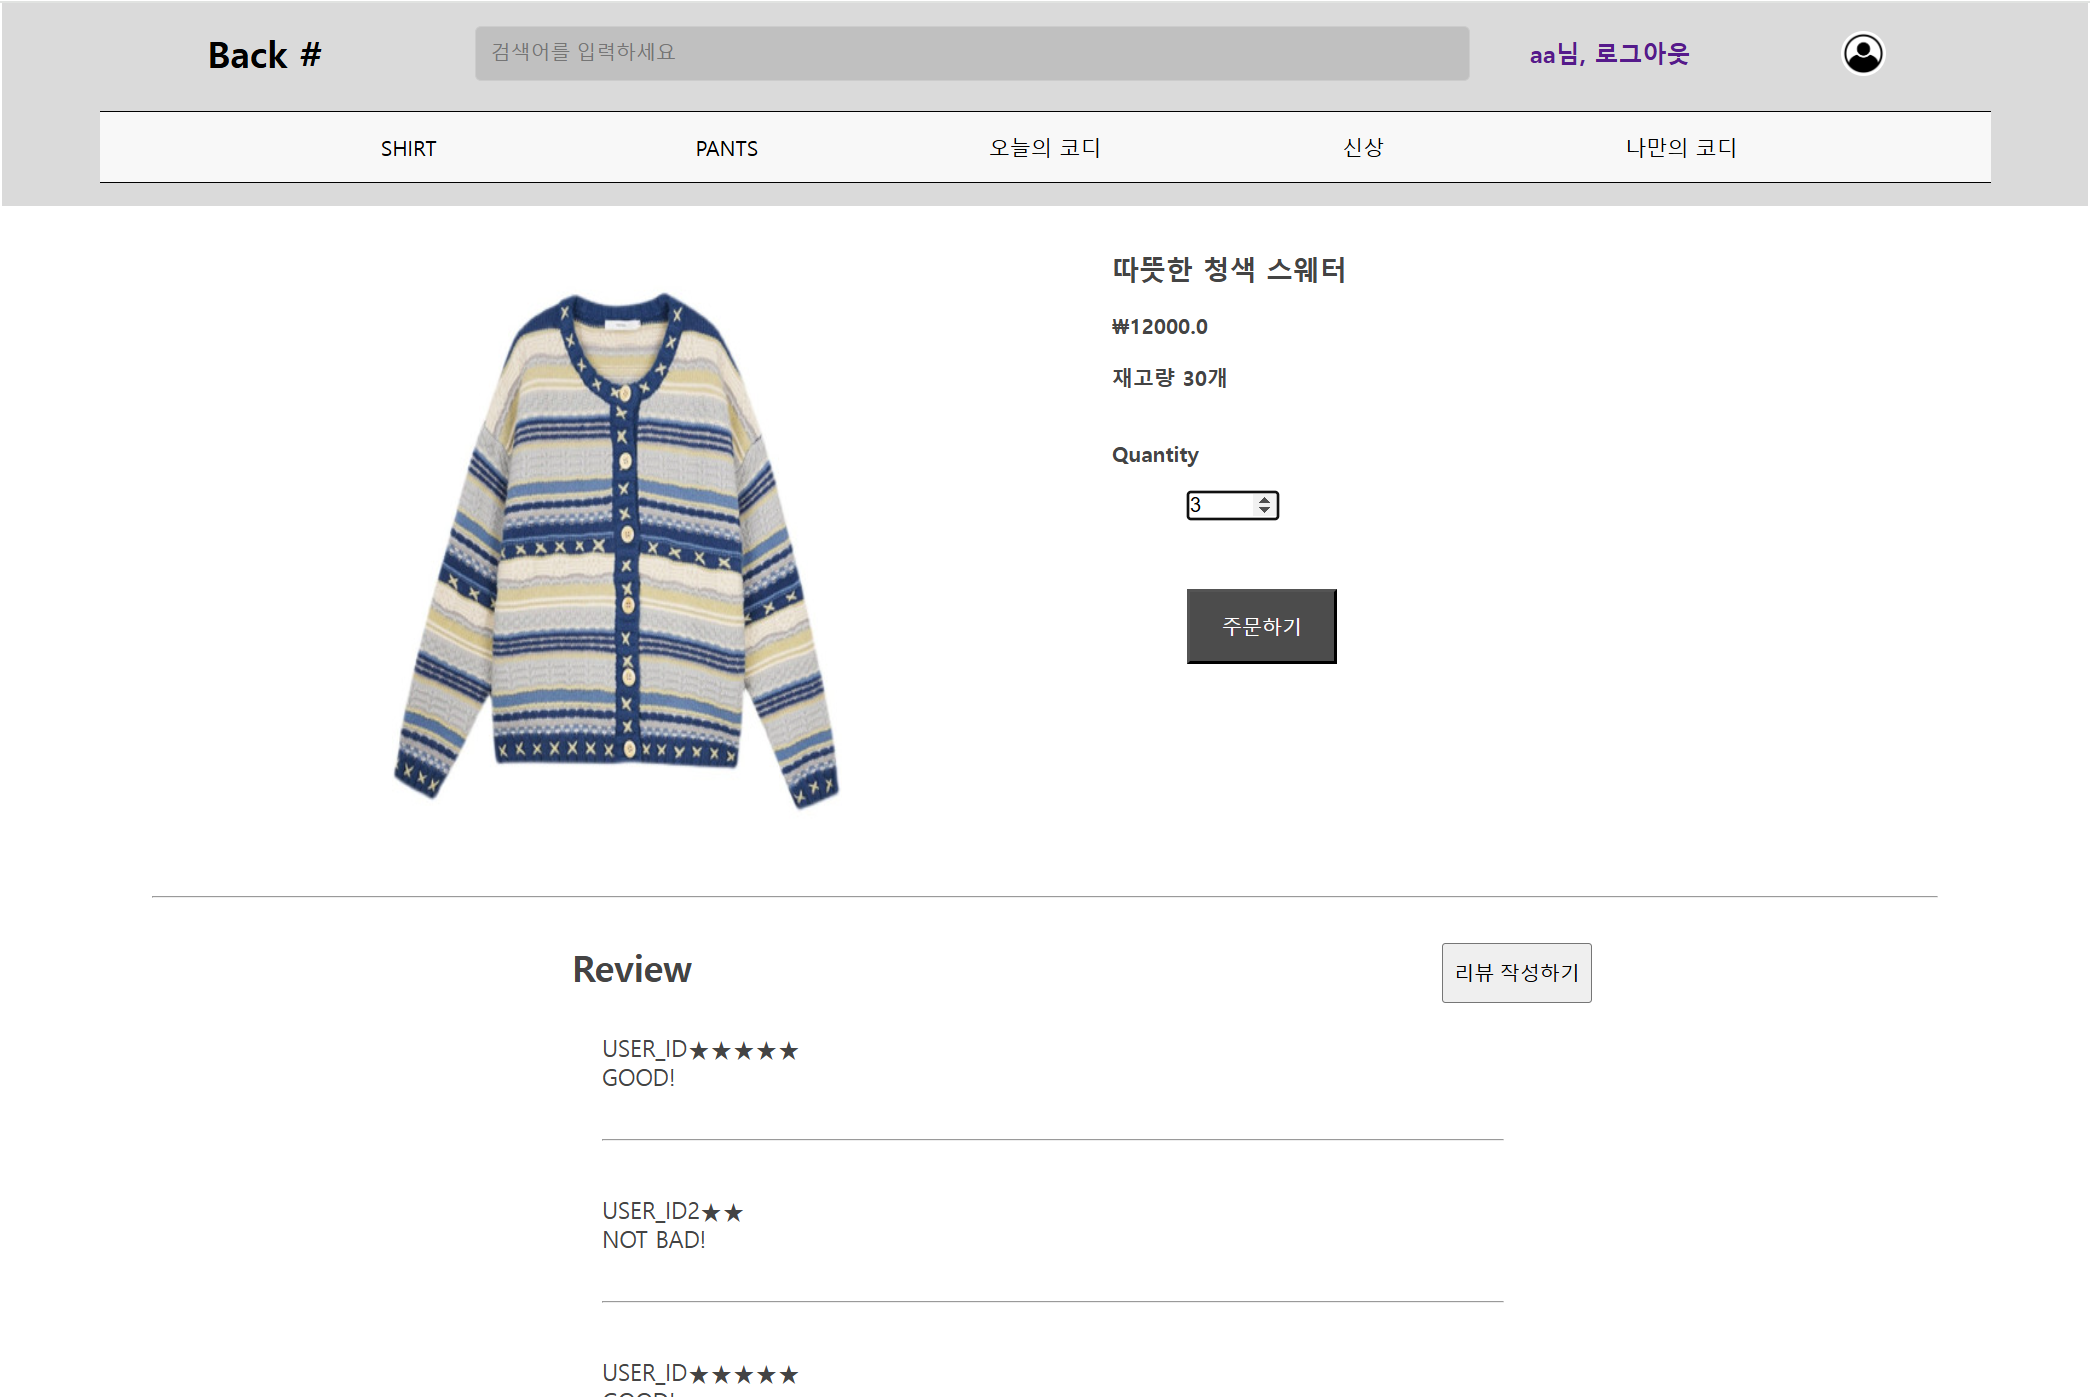 Back #
검색어를 입력하세요
aa님, 로그아웃
SHIRT
PANTS
오늘의 코디
신상
나만의 코디
따뜻한 청색 스웨터
₩12000.0
재고량 30개
Quantity
3
주문하기
Review
리뷰 작성하기
USER_ID★★★★★
GOOD!
USER_ID2★★
NOT BAD!
USER_ID★★★★★